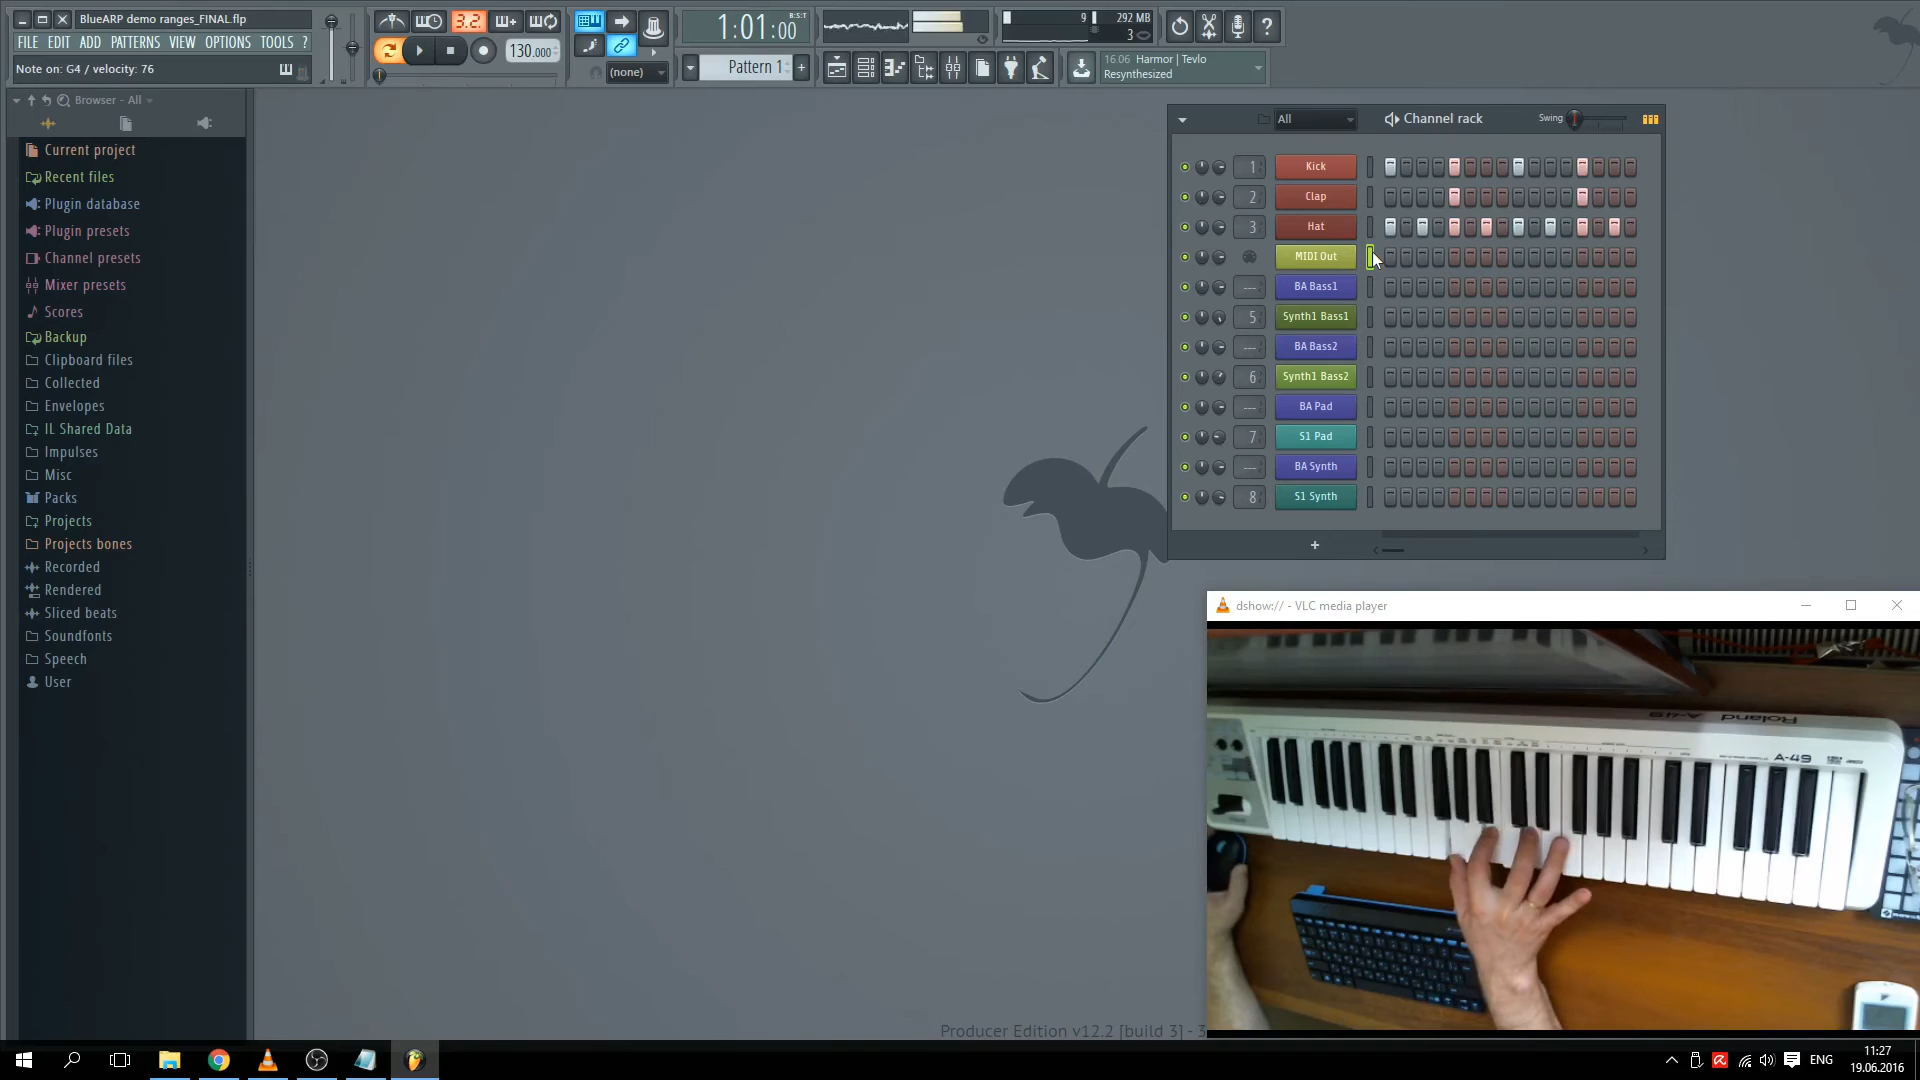 BlueARP demo ranges_FINAL.flp
FILE EDIT ADD PATTERNS VIEW OPTIONS TOOLS ?
Note on: G4 / velocity: 76
3.2.
130.000
(none)
1:01:00
B:S:T
Pattern 1
9
292 MB
3
16.06 Harmor | Tevlo
Resynthesized
Browser - All
Current project
Recent files
Plugin database
Plugin presets
Channel presets
Mixer presets
Scores
Backup
Clipboard files
Collected
Envelopes
IL Shared Data
Impulses
Misc
Packs
Projects
Projects bones
Recorded
Rendered
Sliced beats
Soundfonts
Speech
User
All
Channel rack
Swing
1 Kick
2 Clap
3 Hat
MIDI Out
--- BA Bass1
5 Synth1 Bass1
--- BA Bass2
6 Synth1 Bass2
--- BA Pad
7 S1 Pad
--- BA Synth
8 S1 Synth
+
dshow:// - VLC media player
Roland A-49
A-49
Producer Edition v12.2 [build 3] - 3
ENG
11:27
19.06.2016